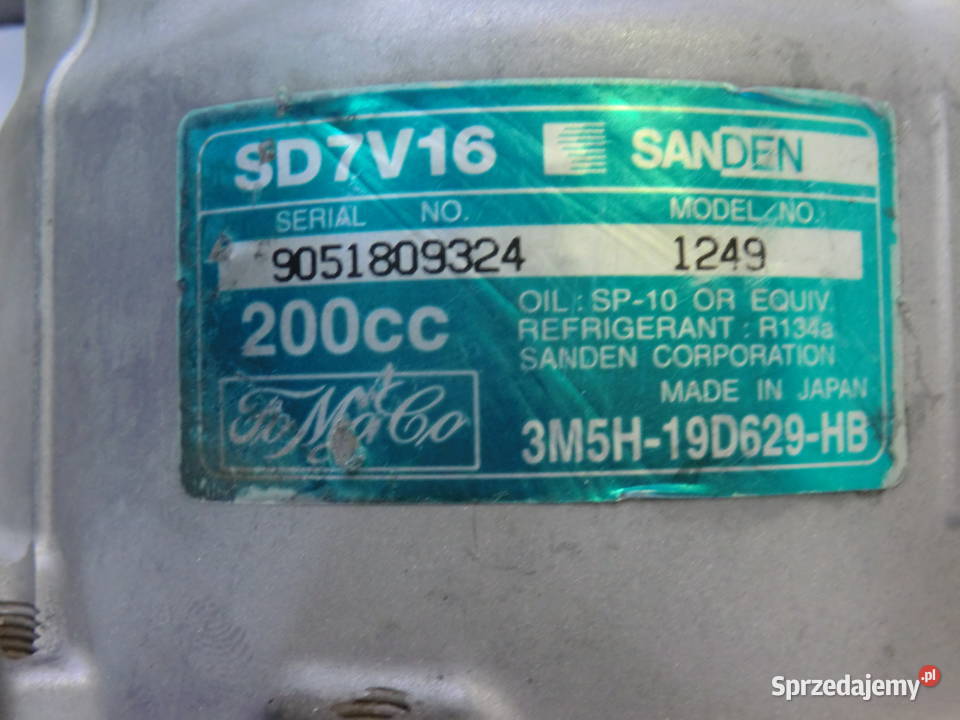 SD7V16 SANDEN
SERIAL NO. MODEL NO.
9051809324 1249
200cc
OIL : SP-10 OR EQUIV.
REFRIGERANT : R134a
SANDEN CORPORATION
MADE IN JAPAN
FoMoCo
3M5H-19D629-HB
Sprzedajemy.pl